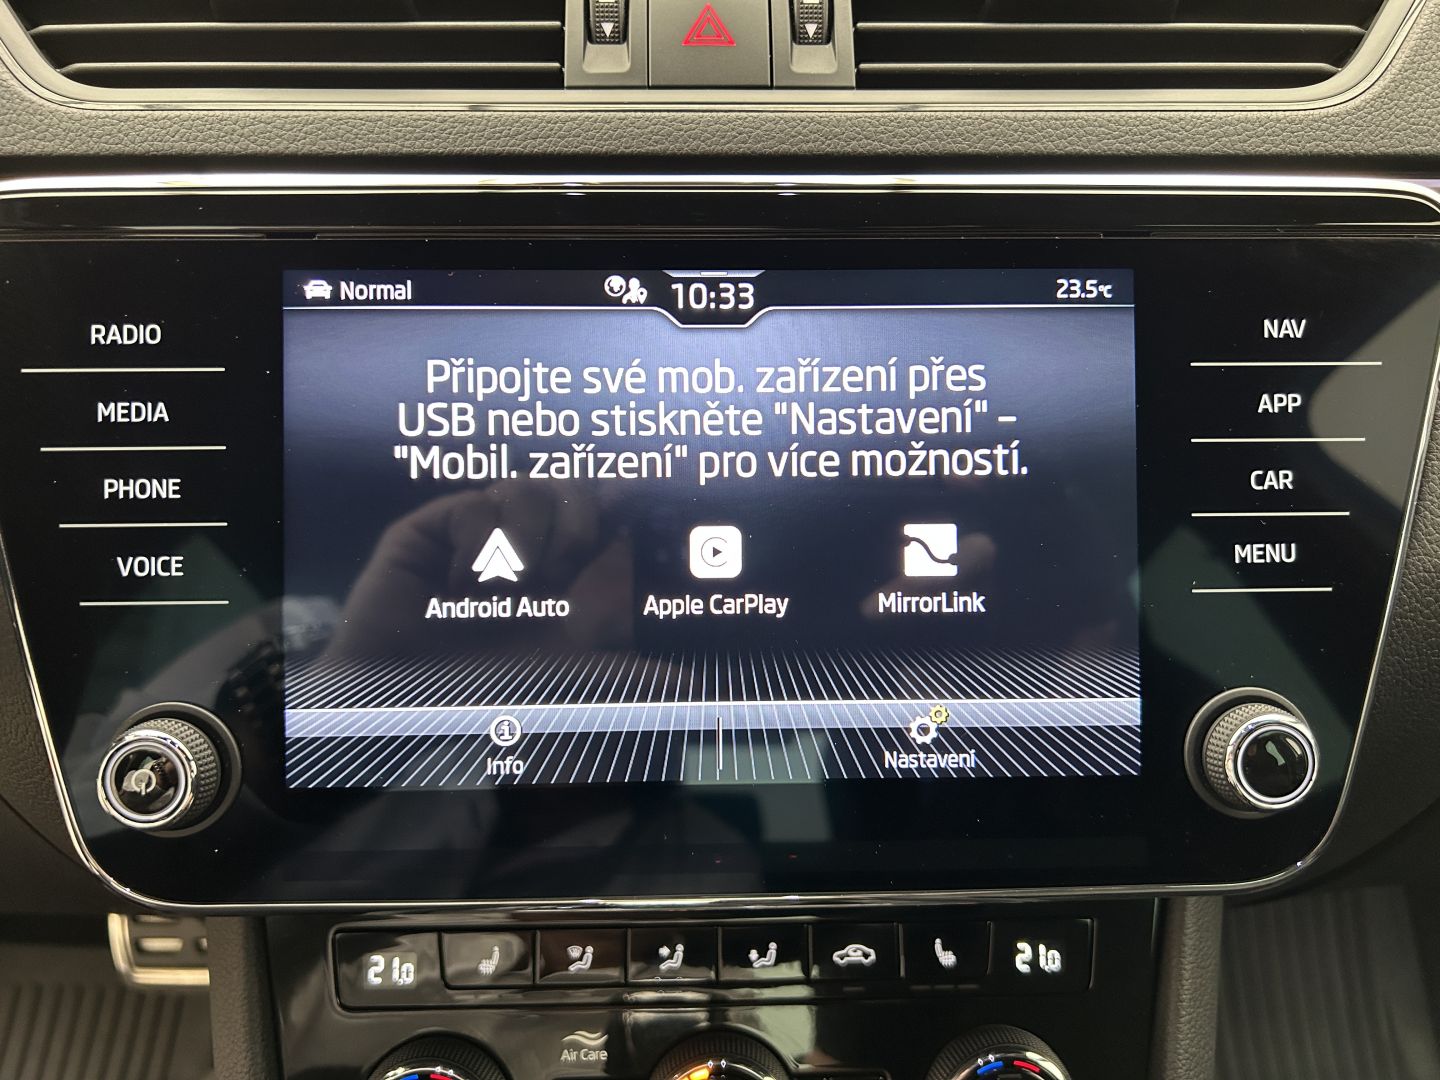 Normal
10:33
23.5°C
RADIO
MEDIA
PHONE
VOICE
NAV
APP
CAR
MENU
Připojte své mob. zařízení přes
USB nebo stiskněte "Nastavení" –
"Mobil. zařízení" pro více možností.
Android Auto
Apple CarPlay
MirrorLink
Info
Nastavení
21.0
21.0
Air Care